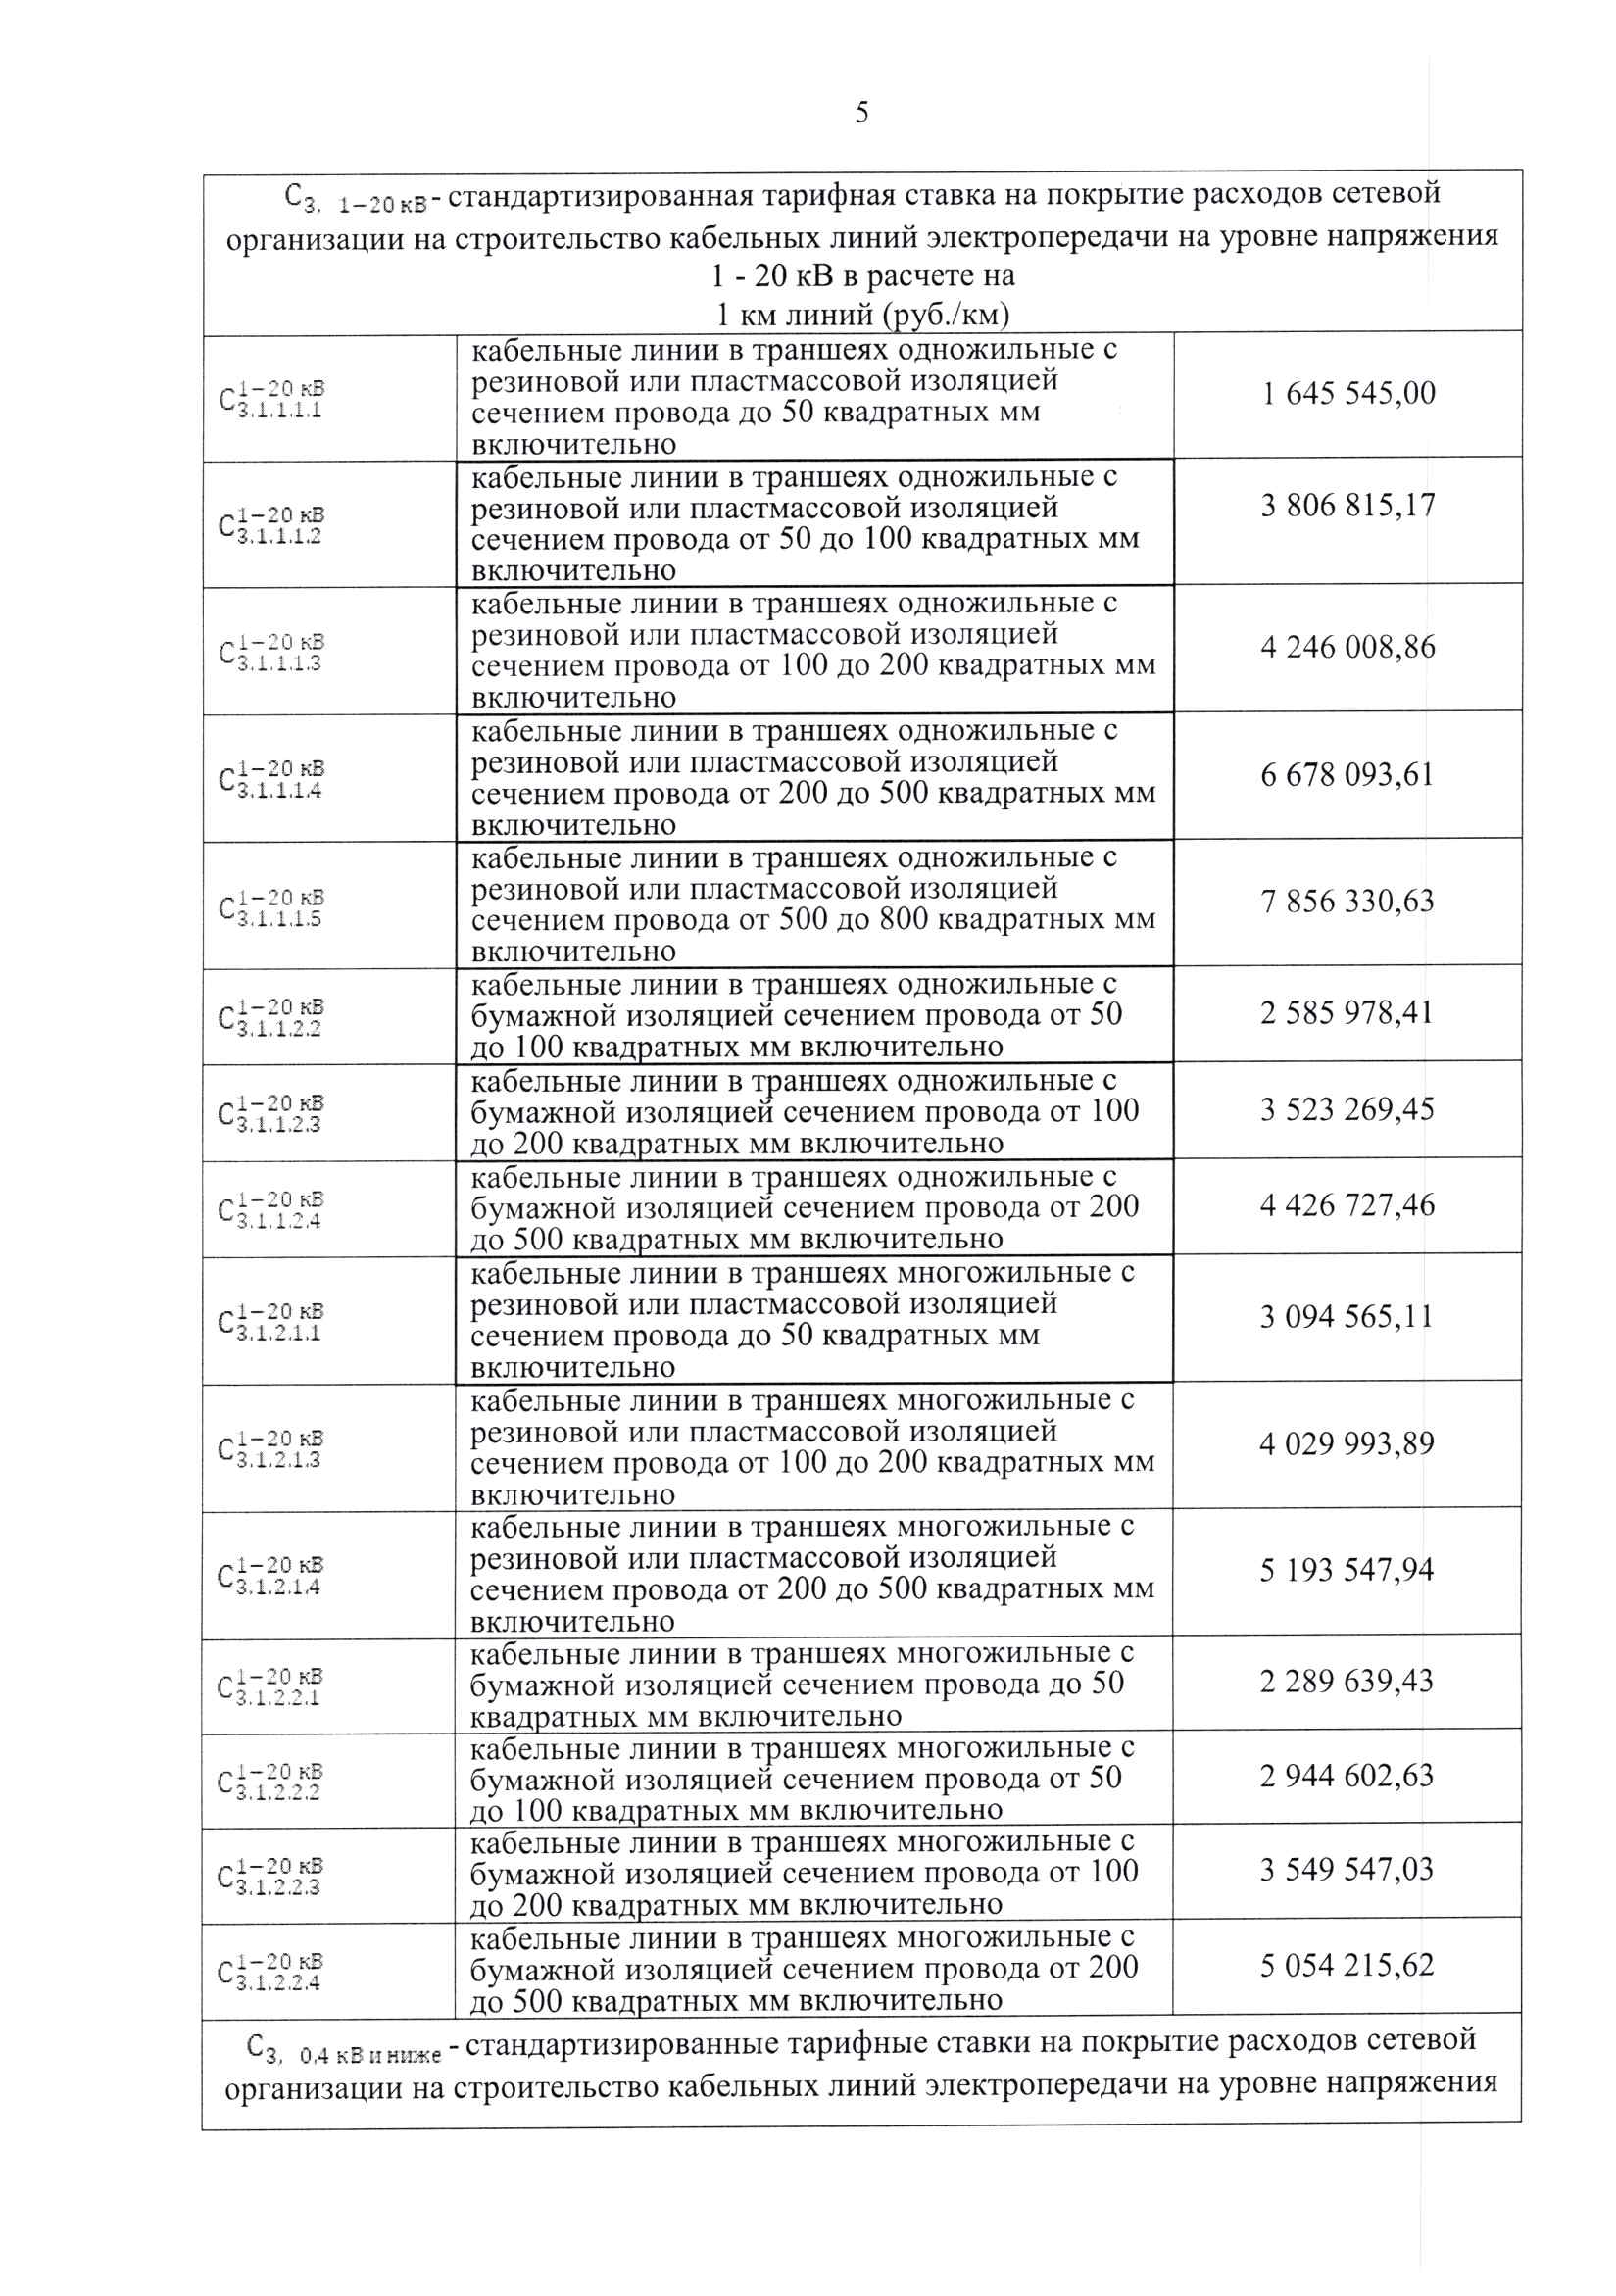 5
С3, 1−20 кВ - стандартизированная тарифная ставка на покрытие расходов сетевой
организации на строительство кабельных линий электропередачи на уровне напряжения
1 - 20 кВ в расчете на
1 км линий (руб./км)
кабельные линии в траншеях одножильные с
резиновой или пластмассовой изоляцией
С 1−20 кВ 3.1.1.1.1
1 645 545,00
сечением провода до 50 квадратных мм
включительно
кабельные линии в траншеях одножильные с
резиновой или пластмассовой изоляцией
С 1−20 кВ 3.1.1.1.2
3 806 815,17
сечением провода от 50 до 100 квадратных мм
включительно
кабельные линии в траншеях одножильные с
резиновой или пластмассовой изоляцией
С 1−20 кВ 3.1.1.1.3
4 246 008,86
сечением провода от 100 до 200 квадратных мм
включительно
кабельные линии в траншеях одножильные с
резиновой или пластмассовой изоляцией
С 1−20 кВ 3.1.1.1.4
6 678 093,61
сечением провода от 200 до 500 квадратных мм
включительно
кабельные линии в траншеях одножильные с
резиновой или пластмассовой изоляцией
С 1−20 кВ 3.1.1.1.5
7 856 330,63
сечением провода от 500 до 800 квадратных мм
включительно
кабельные линии в траншеях одножильные с
С 1−20 кВ 3.1.1.2.2
бумажной изоляцией сечением провода от 50
2 585 978,41
до 100 квадратных мм включительно
кабельные линии в траншеях одножильные с
С 1−20 кВ 3.1.1.2.3
бумажной изоляцией сечением провода от 100
3 523 269,45
до 200 квадратных мм включительно
кабельные линии в траншеях одножильные с
С 1−20 кВ 3.1.1.2.4
бумажной изоляцией сечением провода от 200
4 426 727,46
до 500 квадратных мм включительно
кабельные линии в траншеях многожильные с
резиновой или пластмассовой изоляцией
С 1−20 кВ 3.1.2.1.1
3 094 565,11
сечением провода до 50 квадратных мм
включительно
кабельные линии в траншеях многожильные с
резиновой или пластмассовой изоляцией
С 1−20 кВ 3.1.2.1.3
4 029 993,89
сечением провода от 100 до 200 квадратных мм
включительно
кабельные линии в траншеях многожильные с
резиновой или пластмассовой изоляцией
С 1−20 кВ 3.1.2.1.4
5 193 547,94
сечением провода от 200 до 500 квадратных мм
включительно
кабельные линии в траншеях многожильные с
С 1−20 кВ 3.1.2.2.1
бумажной изоляцией сечением провода до 50
2 289 639,43
квадратных мм включительно
кабельные линии в траншеях многожильные с
С 1−20 кВ 3.1.2.2.2
бумажной изоляцией сечением провода от 50
2 944 602,63
до 100 квадратных мм включительно
кабельные линии в траншеях многожильные с
С 1−20 кВ 3.1.2.2.3
бумажной изоляцией сечением провода от 100
3 549 547,03
до 200 квадратных мм включительно
кабельные линии в траншеях многожильные с
С 1−20 кВ 3.1.2.2.4
бумажной изоляцией сечением провода от 200
5 054 215,62
до 500 квадратных мм включительно
С3, 0,4 кВ и ниже - стандартизированные тарифные ставки на покрытие расходов сетевой
организации на строительство кабельных линий электропередачи на уровне напряжения